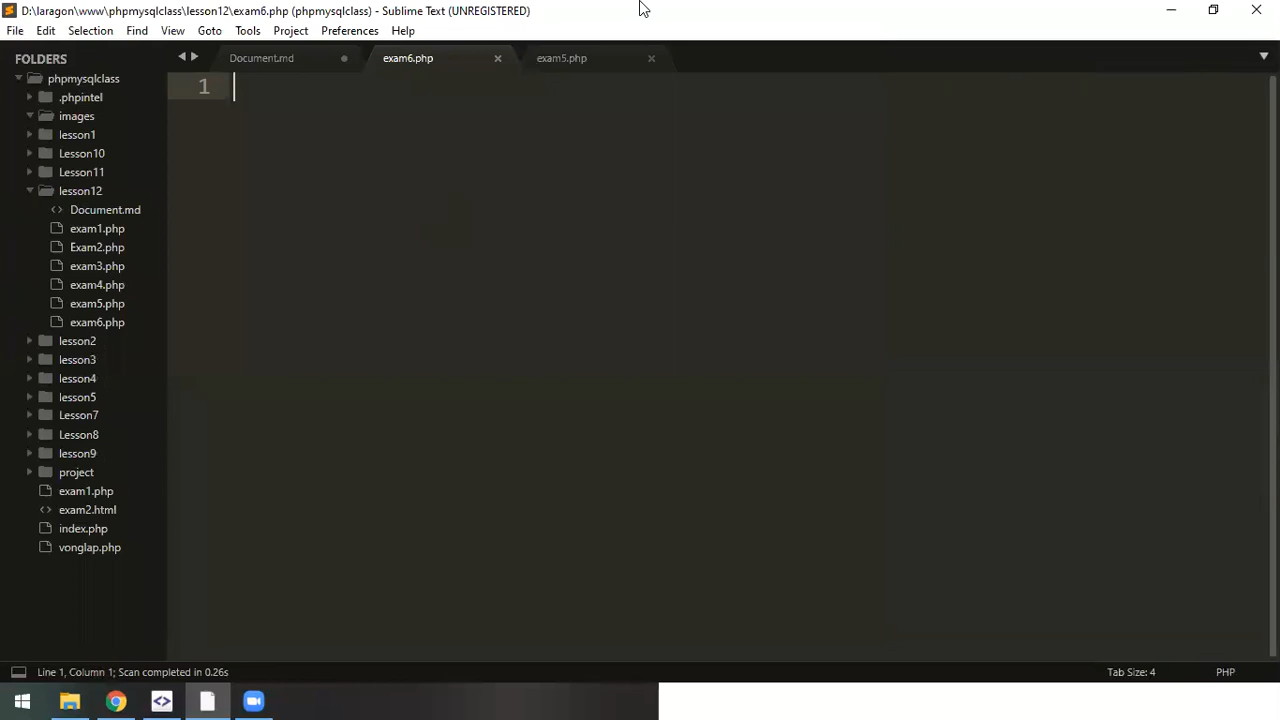 D:\laragon\www\phpmysqlclass\lesson12\exam6.php (phpmysqlclass) - Sublime Text (UNREGISTERED)
File Edit Selection Find View Goto Tools Project Preferences Help
FOLDERS
phpmysqlclass
.phpintel
images
lesson1
Lesson10
Lesson11
lesson12
Document.md
exam1.php
Exam2.php
exam3.php
exam4.php
exam5.php
exam6.php
lesson2
lesson3
lesson4
lesson5
Lesson7
Lesson8
lesson9
project
exam1.php
exam2.html
index.php
vonglap.php
Document.md exam6.php exam5.php
1
Line 1, Column 1; Scan completed in 0.26s
Tab Size: 4 PHP